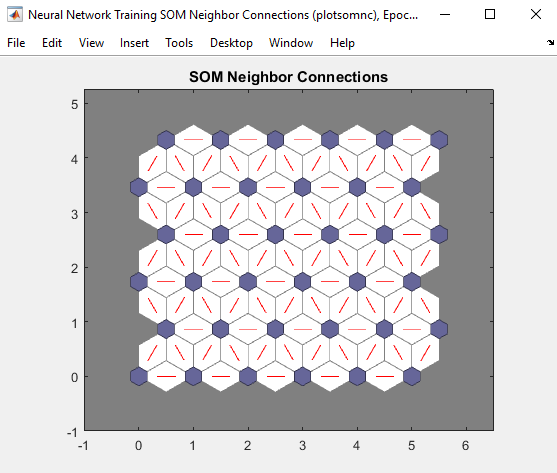 Neural Network Training SOM Neighbor Connections (plotsomnc), Epoc...
File Edit View Insert Tools Desktop Window Help
SOM Neighbor Connections
5
4
3
2
1
0
-1
-1 0 1 2 3 4 5 6